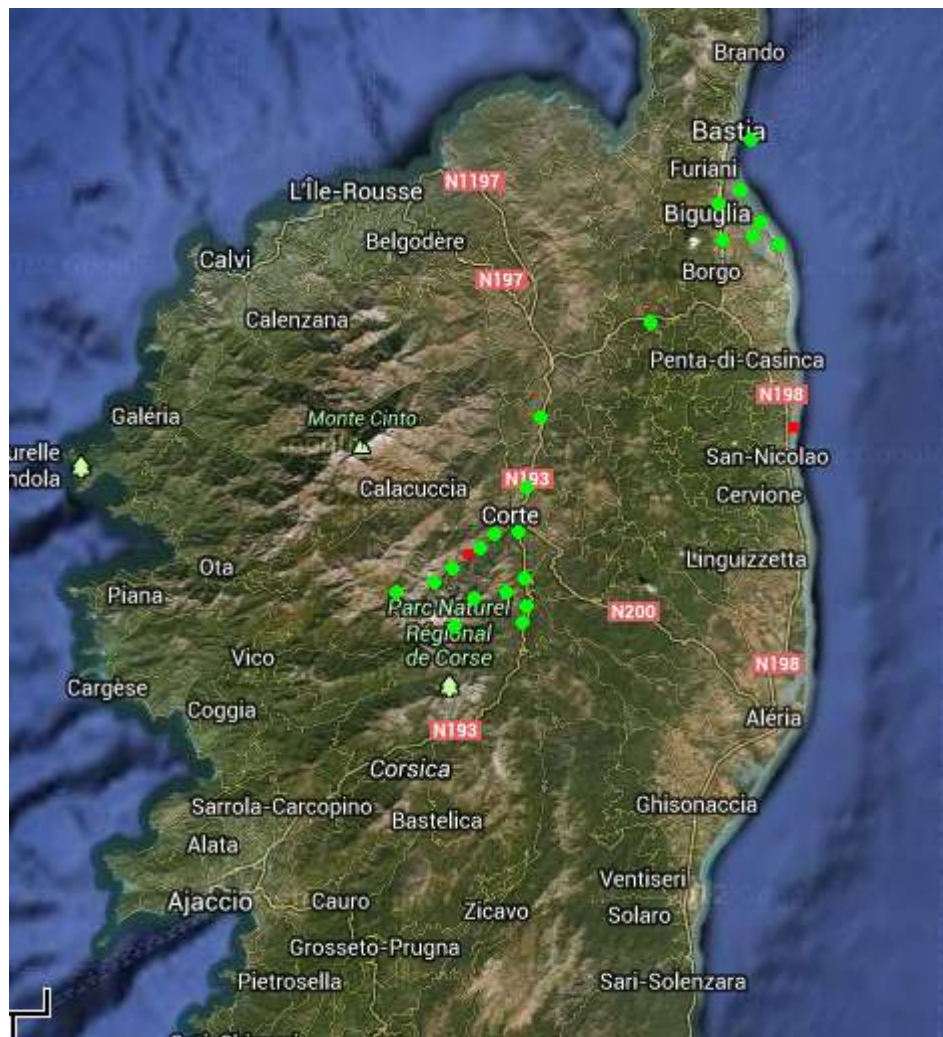 Brando
Bastia
Furiani
N1197
L'Île-Rousse
Biguglia
Belgodère
Calvi
Borgo
N197
Calenzana
Penta-di-Casinca
N198
Galéria
Monte Cinto
urelle
ndola
San-Nicolao
N193
Calacuccia
Cervione
Corte
Linguizzetta
Ota
Piana
Parc Naturel
Régional
de Corse
N200
Vico
N198
Cargèse
Coggia
Aléria
N193
Corsica
Sarrola-Carcopino
Ghisonaccia
Bastelica
Alata
Ventiseri
Ajaccio
Cauro
Zicavo
Solaro
Grosseto-Prugna
Pietrosella
Sari-Solenzara